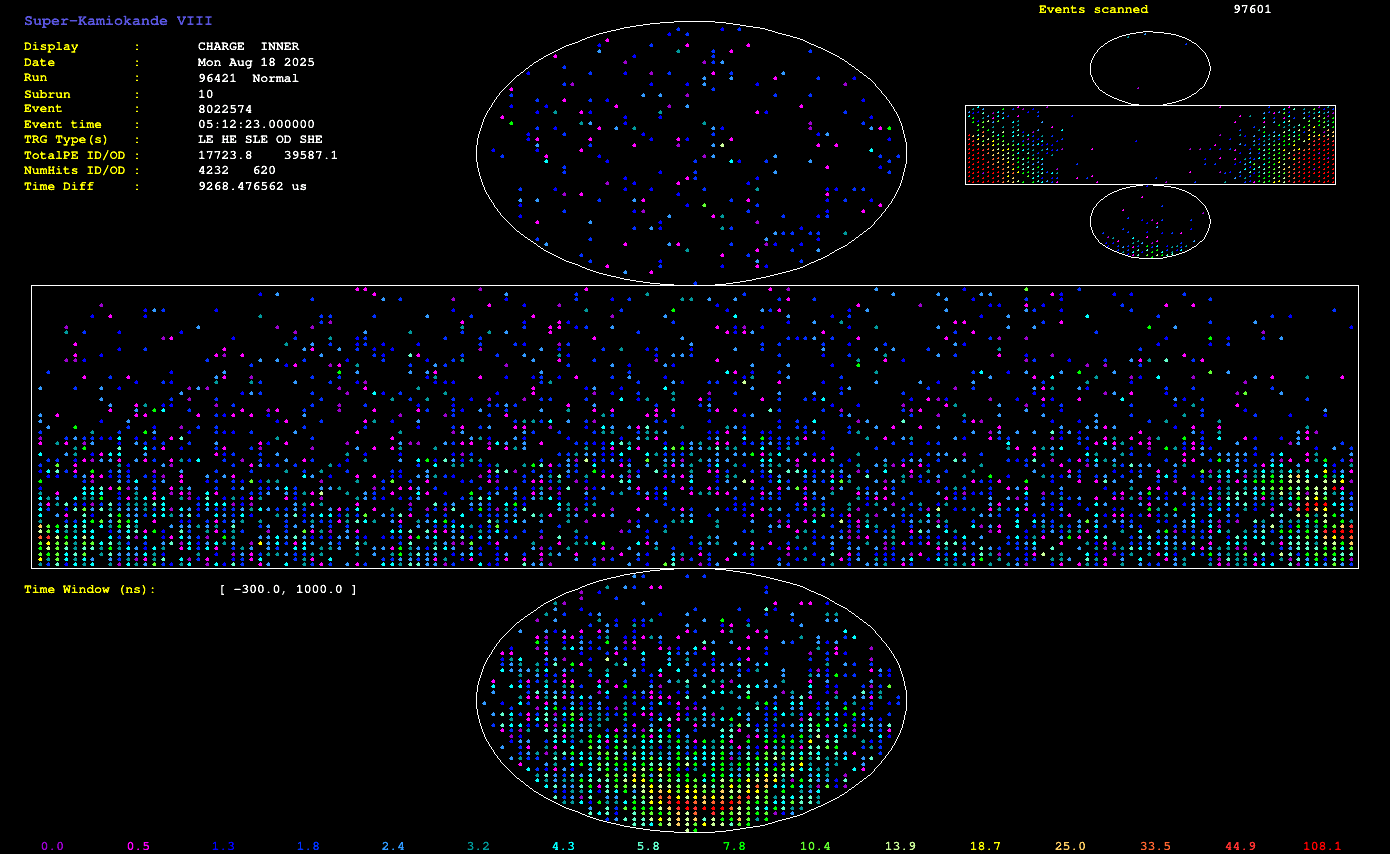 Super-Kamiokande VIII
Events scanned 97601
Display : CHARGE INNER
Date : Mon Aug 18 2025
Run : 96421 Normal
Subrun : 10
Event : 8022574
Event time : 05:12:23.000000
TRG Type(s) : LE HE SLE OD SHE
TotalPE ID/OD : 17723.8 39587.1
NumHits ID/OD : 4232 620
Time Diff : 9268.476562 us
Time Window (ns): [ -300.0, 1000.0 ]
0.0 0.5 1.3 1.8 2.4 3.2 4.3 5.8 7.8 10.4 13.9 18.7 25.0 33.5 44.9 108.1